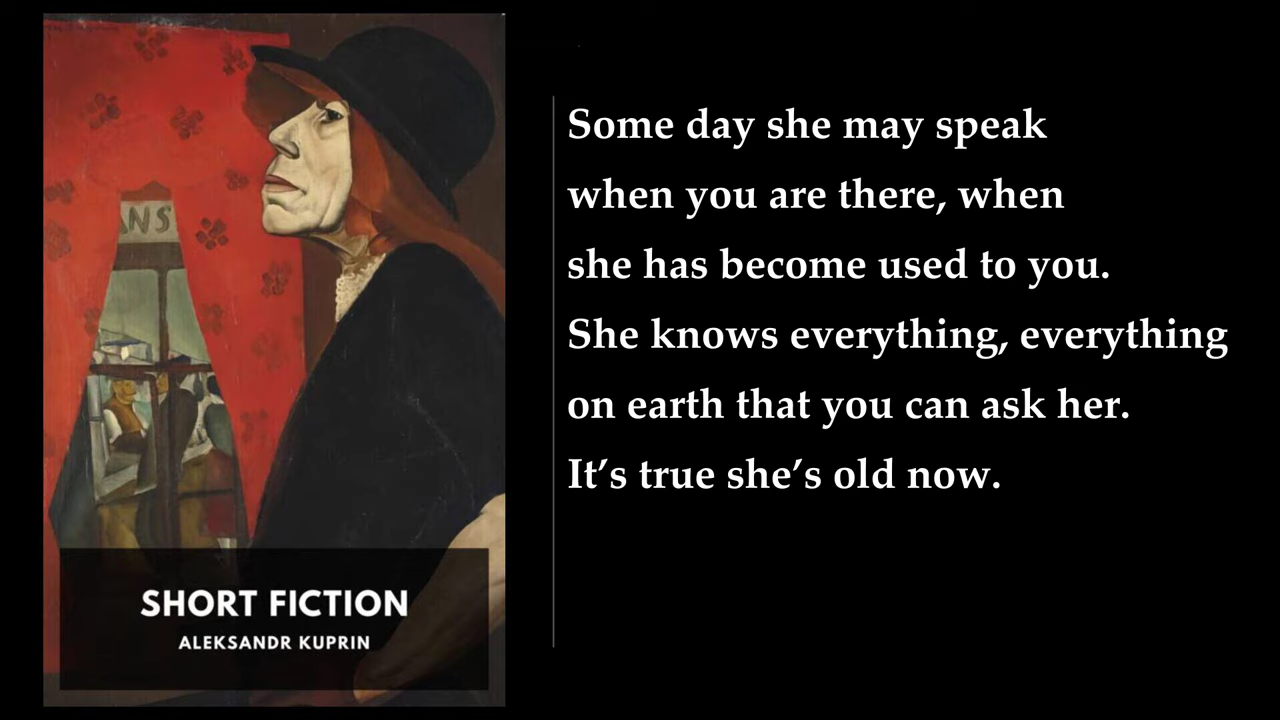 NS
SHORT FICTION
ALEKSANDR KUPRIN
Some day she may speak
when you are there, when
she has become used to you.
She knows everything, everything
on earth that you can ask her.
It’s true she’s old now.